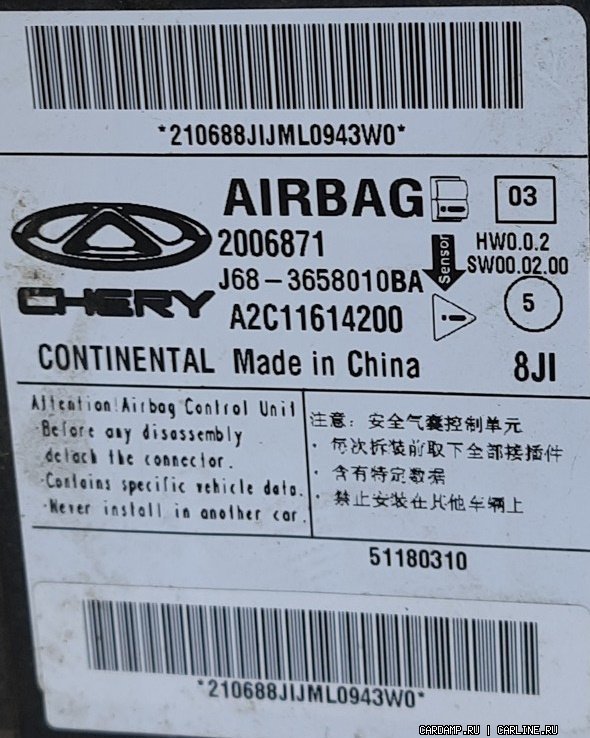 *210688JIJML0943W0*
AIRBAG 03
2006871 HW0.0.2
Sensor SW00.02.00
J68-3658010BA
CHERY A2C11614200 5
CONTINENTAL Made in China 8JI
Attention!Airbag Control Unit
·Before any disassembly
detach the connector.
·Contains specific vehicle data.
·Never install in another car.
注意：安全气囊控制单元
· 每次拆装前取下全部接插件
· 含有特定数据
· 禁止安装在其他车辆上
51180310
*210688JIJML0943W0*
CARDAMP.RU | CARLINE.RU